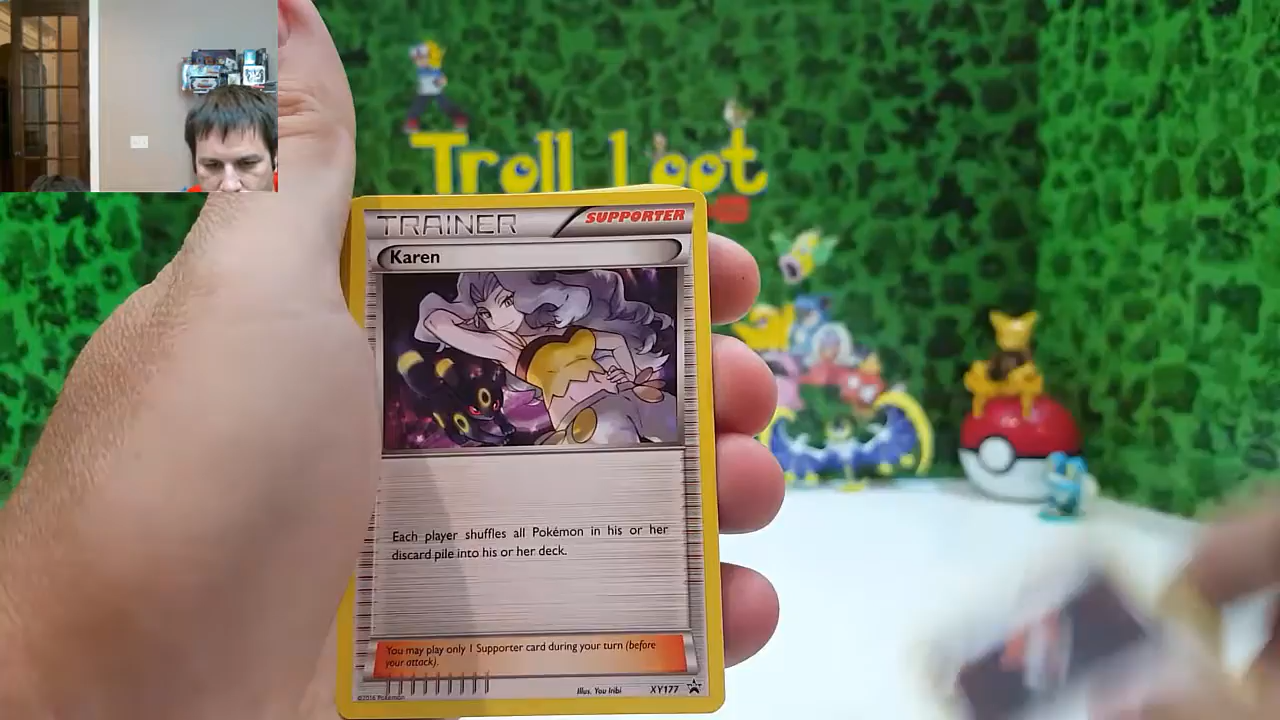 Troll Loot
TRAINER
SUPPORTER
Karen
Each player shuffles all Pokémon in his or her
discard pile into his or her deck.
You may play only 1 Supporter card during your turn (before
your attack).
©2016 Pokémon
Illus. You Iribi
XY177